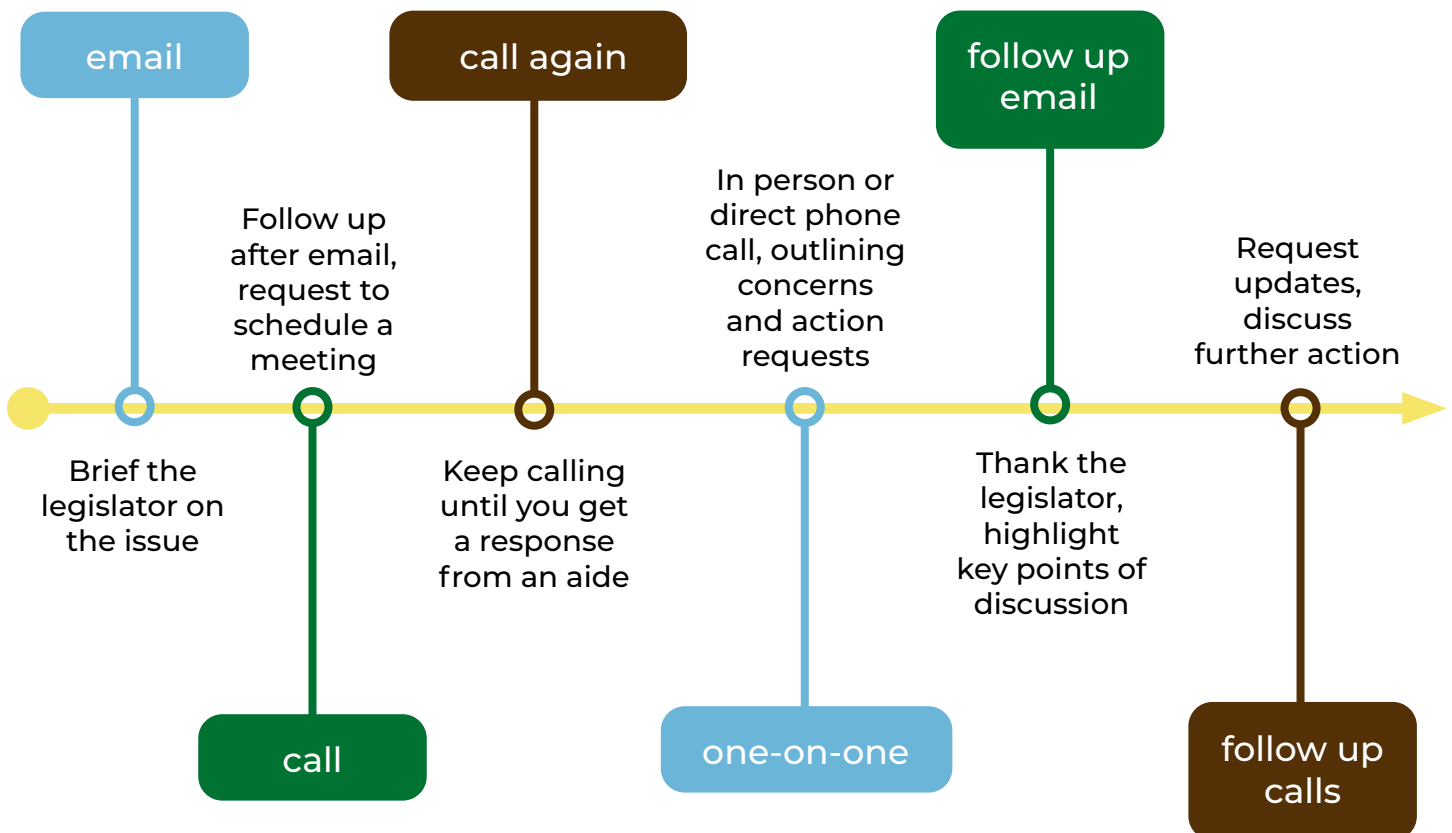 email
Brief the
legislator on
the issue
Follow up
after email,
request to
schedule a
meeting
call
call again
Keep calling
until you get
a response
from an aide
In person or
direct phone
call, outlining
concerns
and action
requests
one-on-one
follow up
email
Thank the
legislator,
highlight
key points of
discussion
Request
updates,
discuss
further action
follow up
calls